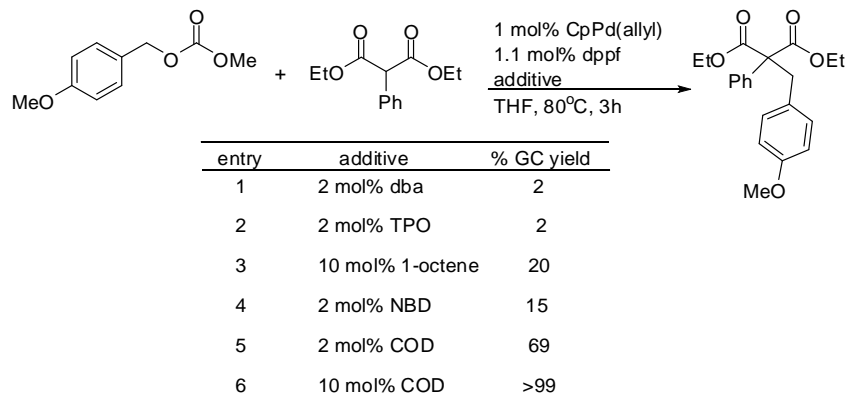 O
O OMe
MeO
+
O O
EtO OEt
Ph
1 mol% CpPd(allyl)
1.1 mol% dppf
additive
THF, 80°C, 3h
O O
EtO OEt
Ph
MeO
entry additive % GC yield
1 2 mol% dba 2
2 2 mol% TPO 2
3 10 mol% 1-octene 20
4 2 mol% NBD 15
5 2 mol% COD 69
6 10 mol% COD >99